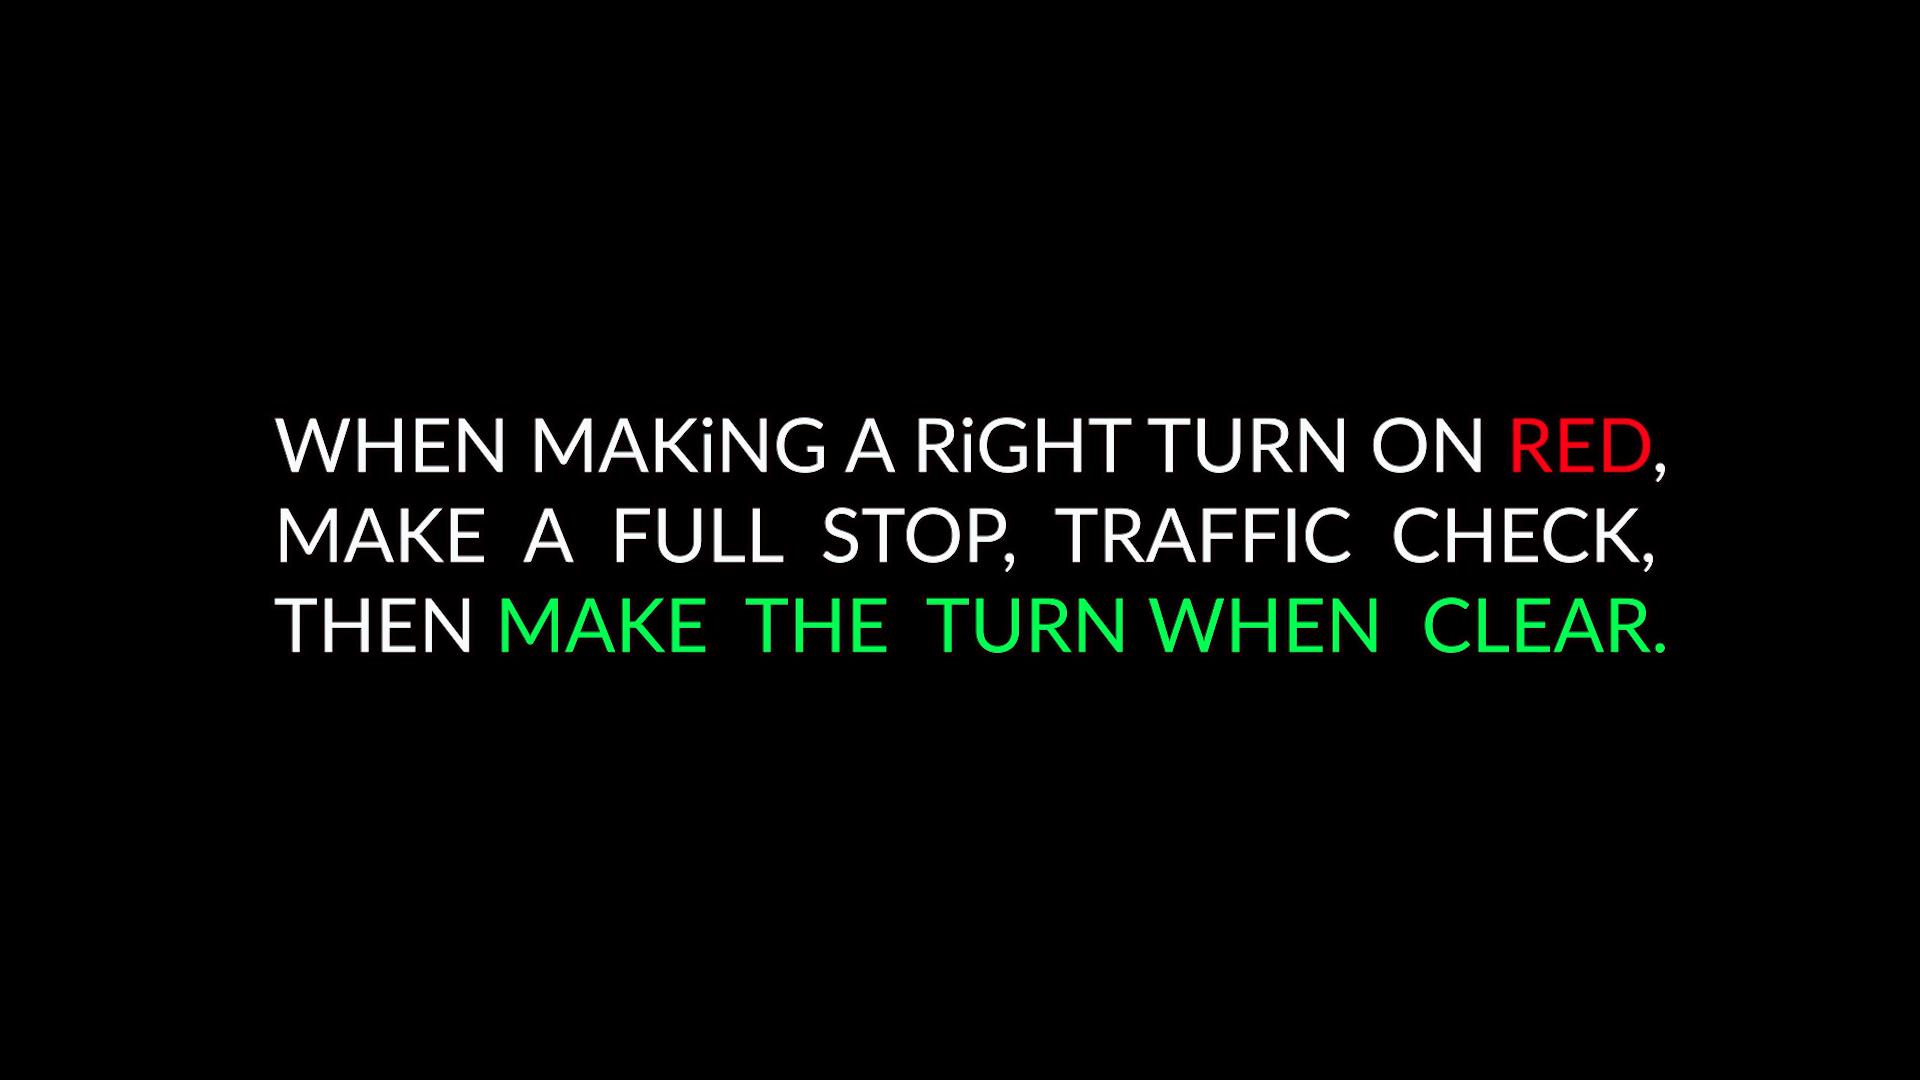 WHEN MAKiNG A RiGHT TURN ON RED,
MAKE A FULL STOP, TRAFFIC CHECK,
THEN MAKE THE TURN WHEN CLEAR.